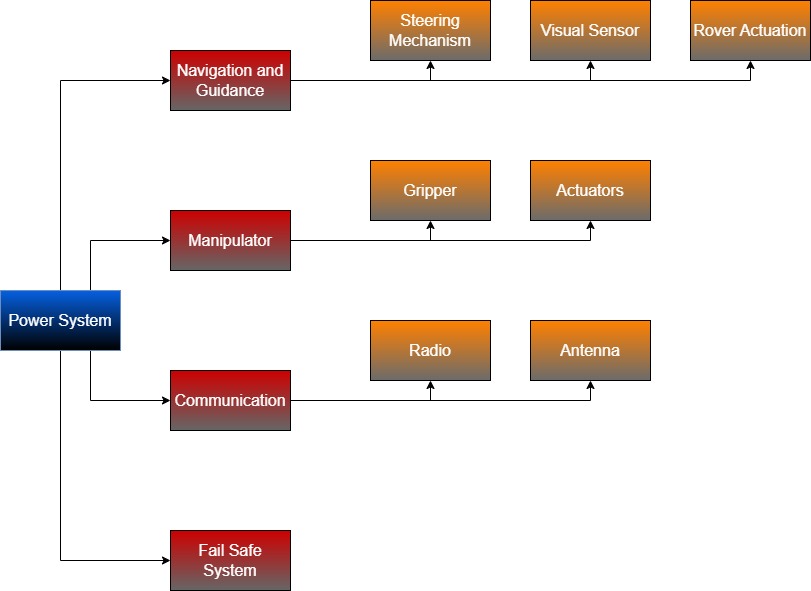 Steering
Mechanism
Visual Sensor
Rover Actuation
Navigation and
Guidance
Gripper
Actuators
Manipulator
Power System
Radio
Antenna
Communication
Fail Safe
System